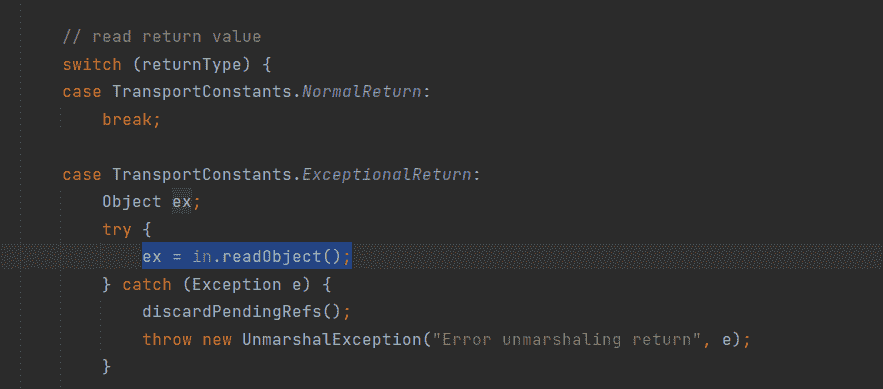 // read return value
switch (returnType) {
case TransportConstants.NormalReturn:
break;
case TransportConstants.ExceptionalReturn:
Object ex;
try {
ex = in.readObject();
} catch (Exception e) {
discardPendingRefs();
throw new UnmarshalException("Error unmarshaling return", e);
}